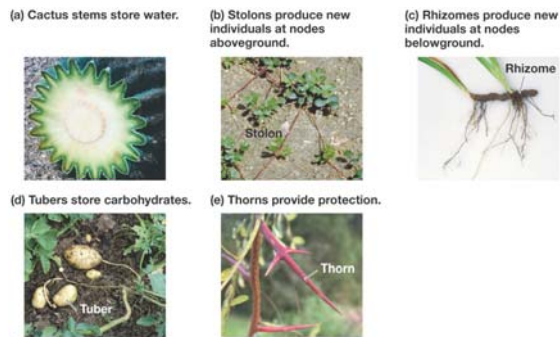 (a) Cactus stems store water.
(b) Stolons produce new
individuals at nodes
aboveground.
Stolon
(c) Rhizomes produce new
individuals at nodes
belowground.
Rhizome
(d) Tubers store carbohydrates.
Tuber
(e) Thorns provide protection.
Thorn